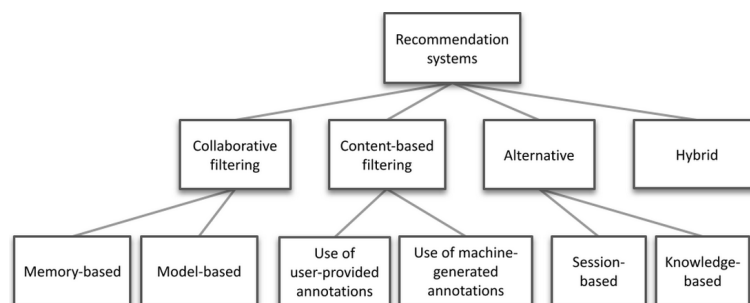 Recommendation
systems
Collaborative
filtering
Content-based
filtering
Alternative
Hybrid
Memory-based
Model-based
Use of
user-provided
annotations
Use of machine-
generated
annotations
Session-
based
Knowledge-
based